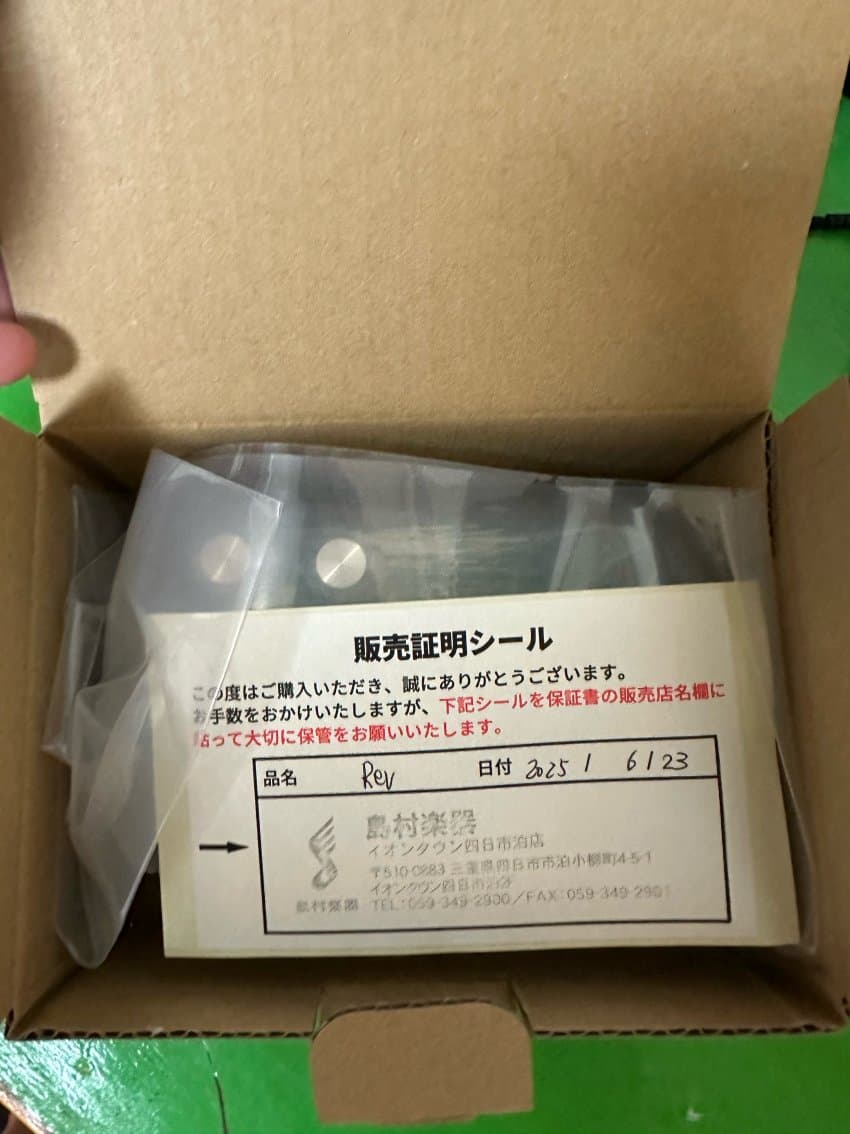 販売証明シール
この度はご購入いただき、誠にありがとうございます。
お手数をおかけいたしますが、下記シールを保証書の販売店名欄に
貼って大切に保管をお願いいたします。
品名 Rev 日付 2025 / 6 / 23
島村楽器
イオンタウン四日市泊店
〒510-0883 三重県四日市市泊小柳町4-5-1
イオンタウン四日市泊2F
島村楽器 TEL:059-349-2900/FAX:059-349-2901